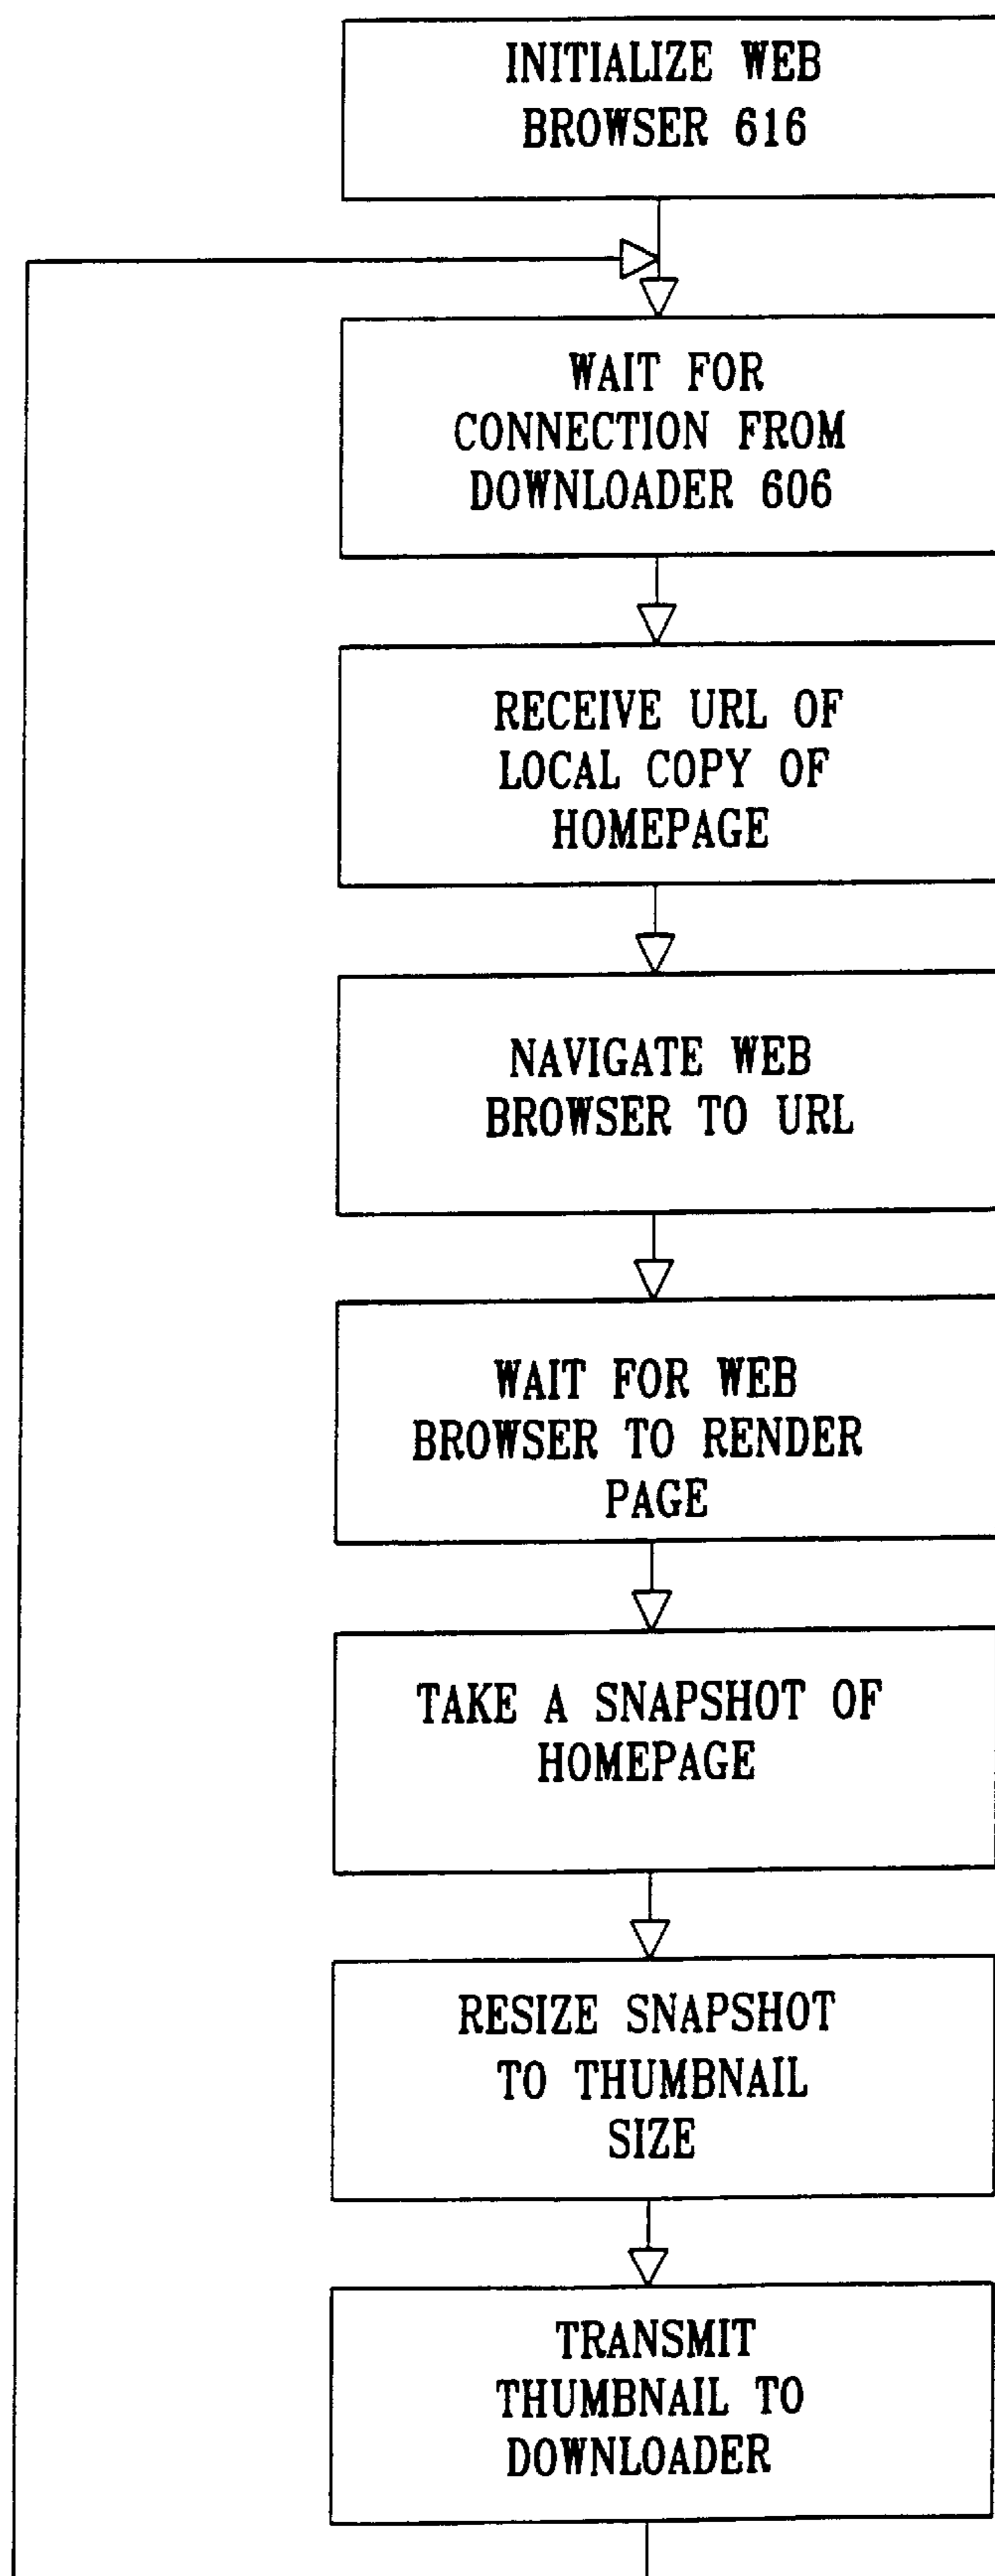 INITIALIZE WEB
BROWSER 616
WAIT FOR
CONNECTION FROM
DOWNLOADER 606
RECEIVE URL OF
LOCAL COPY OF
HOMEPAGE
NAVIGATE WEB
BROWSER TO URL
WAIT FOR WEB
BROWSER TO RENDER
PAGE
TAKE A SNAPSHOT OF
HOMEPAGE
RESIZE SNAPSHOT
TO THUMBNAIL
SIZE
TRANSMIT
THUMBNAIL TO
DOWNLOADER